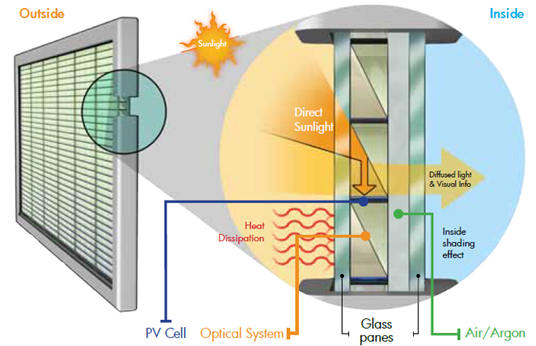 Outside
Inside
Sunlight
Direct
Sunlight
Diffused light
& Visual Info
Heat
Dissipation
Inside
shading
effect
PV Cell
Optical System
Glass
panes
Air/Argon